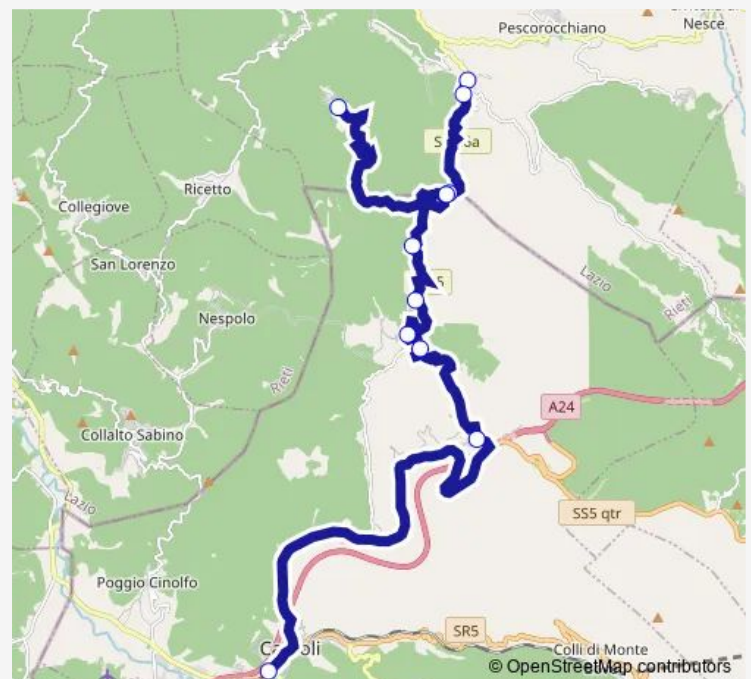 Pescorocchiano
Nesce
Ricetto
Collegiove
San Lorenzo
Lazio
Rieti
Nespolo
Rieti
A24
Collalto Sabino
Lazio
SS5 qtr
Poggio Cinolfo
SR5
Colli di Monte
© OpenStreetMap contributors